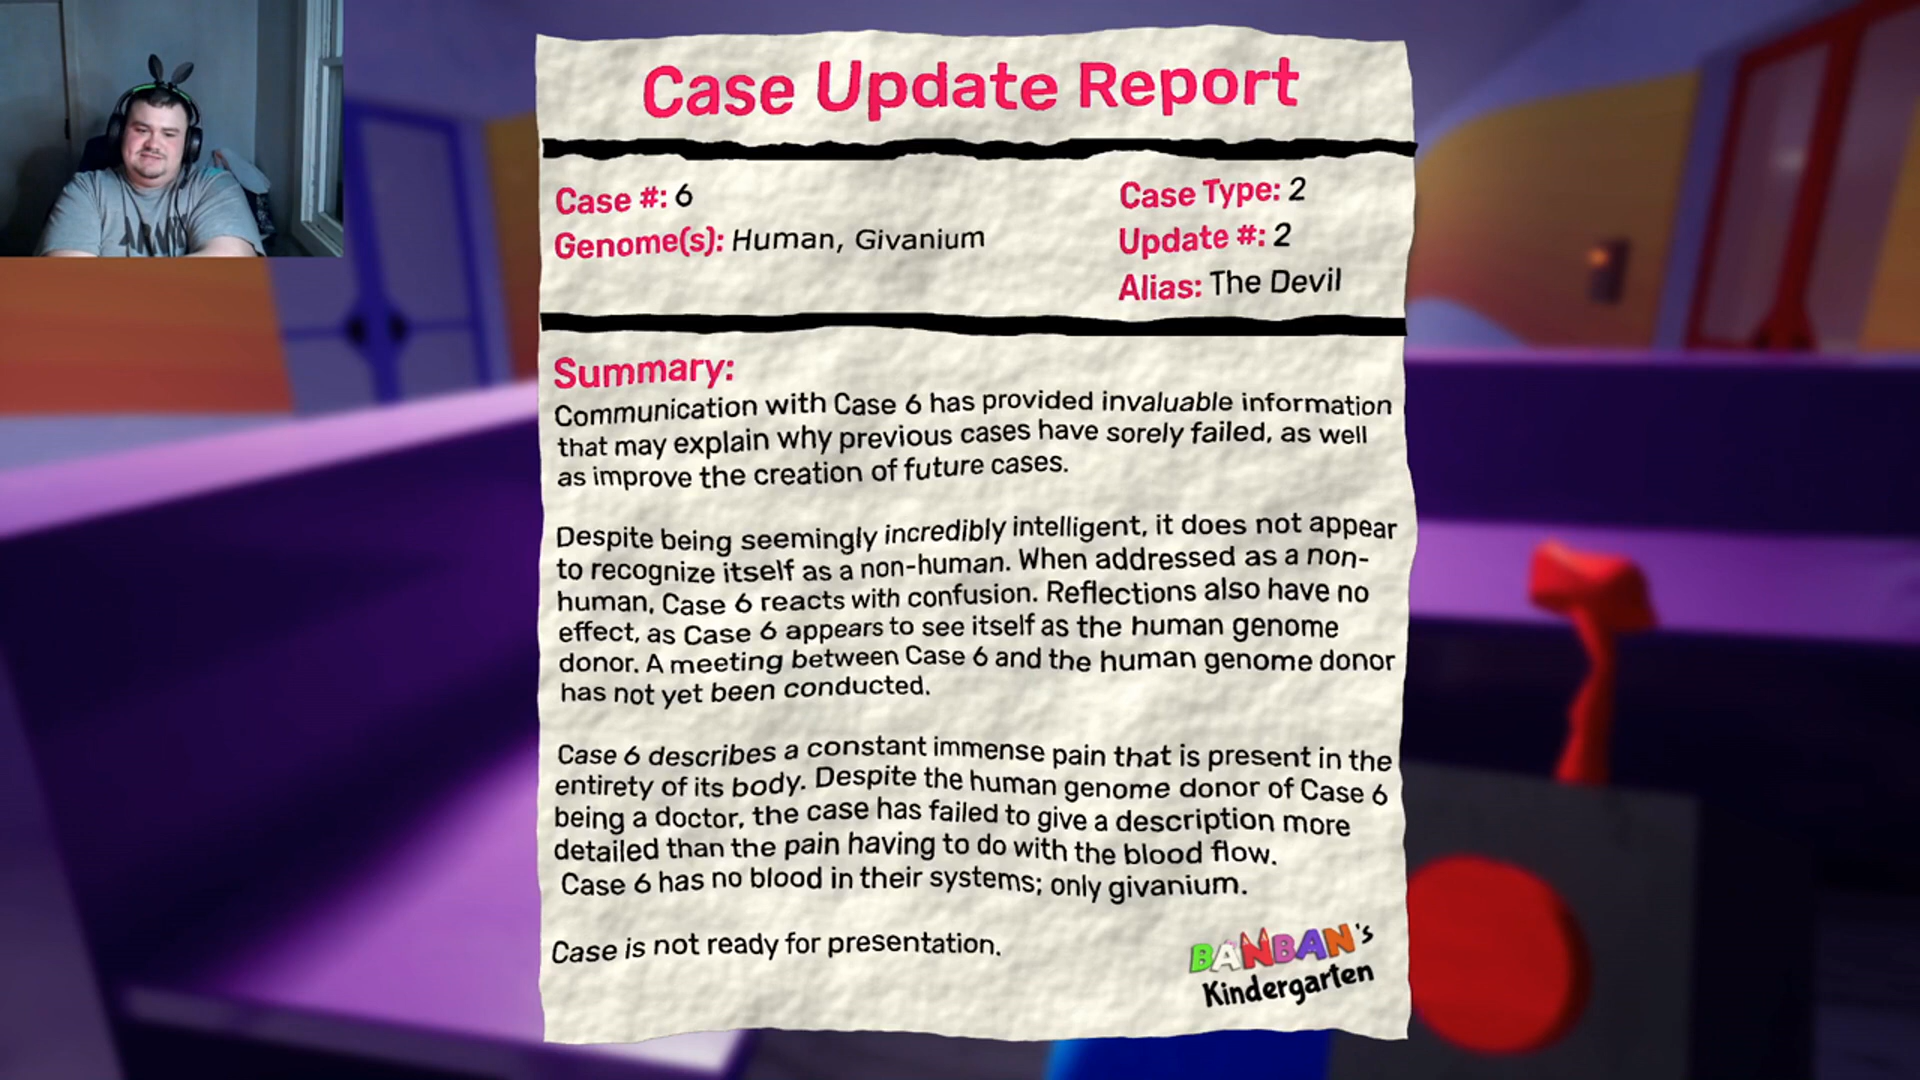 Case Update Report
Case #: 6
Genome(s): Human, Givanium
Case Type: 2
Update #: 2
Alias: The Devil
Summary:
Communication with Case 6 has provided invaluable information
that may explain why previous cases have sorely failed, as well
as improve the creation of future cases.
Despite being seemingly incredibly intelligent, it does not appear
to recognize itself as a non-human. When addressed as a non-
human, Case 6 reacts with confusion. Reflections also have no
effect, as Case 6 appears to see itself as the human genome
donor. A meeting between Case 6 and the human genome donor
has not yet been conducted.
Case 6 describes a constant immense pain that is present in the
entirety of its body. Despite the human genome donor of Case 6
being a doctor, the case has failed to give a description more
detailed than the pain having to do with the blood flow.
Case 6 has no blood in their systems; only givanium.
Case is not ready for presentation.
BANBAN's
Kindergarten